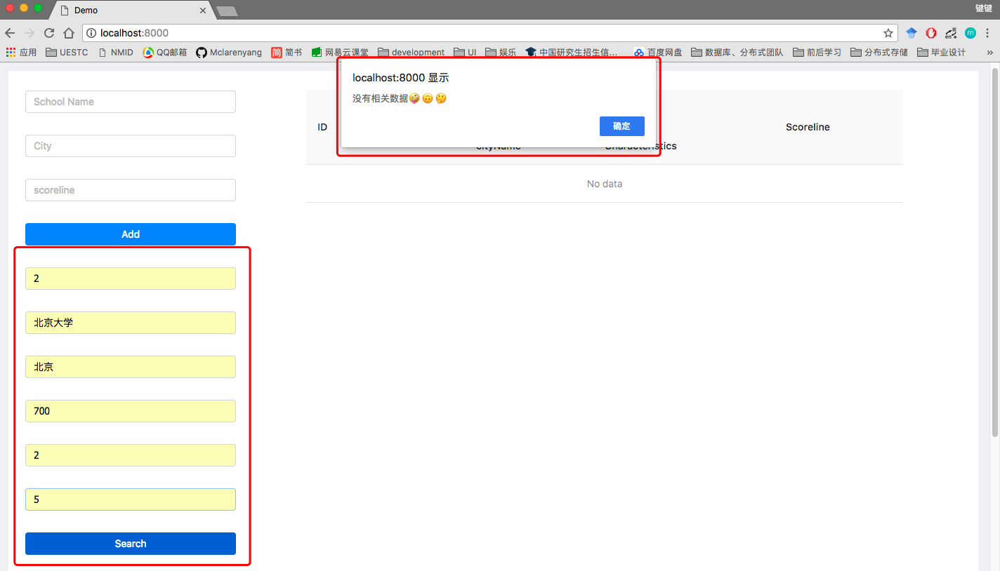 Demo
键键
localhost:8000
应用 UESTC NMID QQ邮箱 Mclarenyang 简 简书 网易云课堂 development UI 娱乐 中国研究生招生信... 百度网盘 数据库、分布式团队 前后学习 分布式存储 毕业设计 »
localhost:8000 显示
没有相关数据🤪🙃🤔
确定
School Name
City
scoreline
Add
2
北京大学
北京
700
2
5
Search
ID
Scoreline
cityName
Characteristics
No data